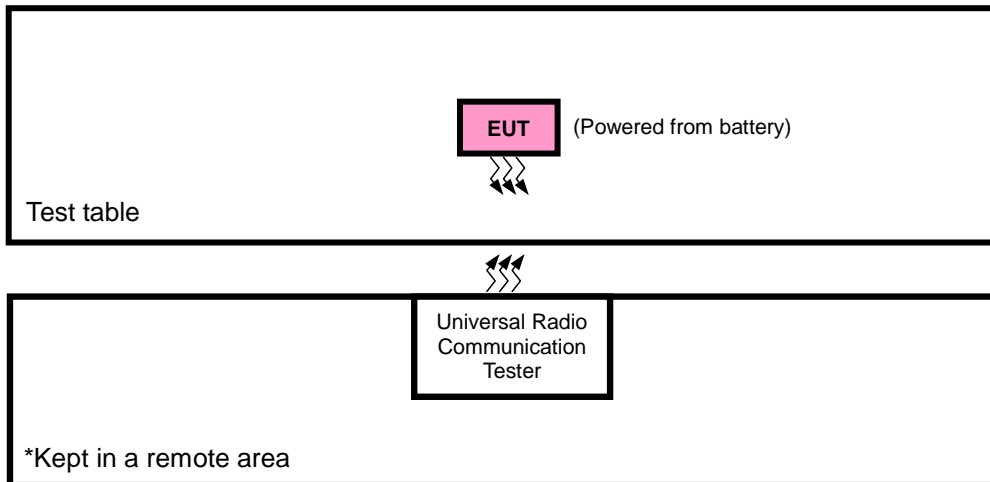 EUT
(Powered from battery)
Test table
Universal Radio
Communication
Tester
*Kept in a remote area